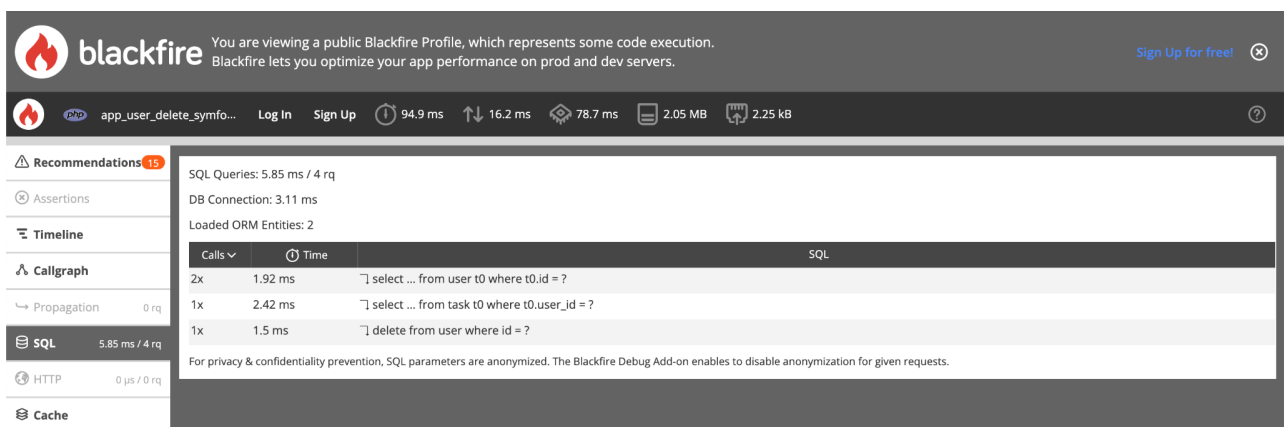 blackfire
You are viewing a public Blackfire Profile, which represents some code execution.
Blackfire lets you optimize your app performance on prod and dev servers.
Sign Up for free!
php app_user_delete_symfo... Log In Sign Up 94.9 ms 16.2 ms 78.7 ms 2.05 MB 2.25 kB
Recommendations 15
Assertions
Timeline
Callgraph
Propagation 0 rq
SQL 5.85 ms / 4 rq
HTTP 0 µs / 0 rq
Cache
SQL Queries: 5.85 ms / 4 rq
DB Connection: 3.11 ms
Loaded ORM Entities: 2
Calls Time SQL
2x 1.92 ms select ... from user t0 where t0.id = ?
1x 2.42 ms select ... from task t0 where t0.user_id = ?
1x 1.5 ms delete from user where id = ?
For privacy & confidentiality prevention, SQL parameters are anonymized. The Blackfire Debug Add-on enables to disable anonymization for given requests.